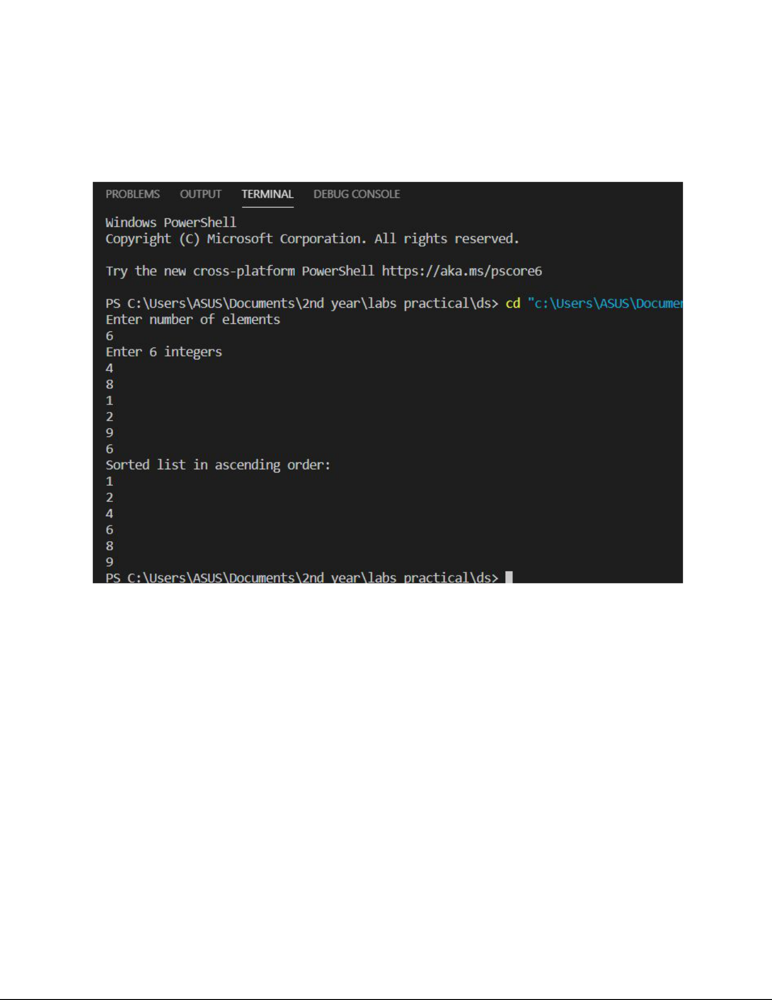 PROBLEMS OUTPUT TERMINAL DEBUG CONSOLE
Windows PowerShell
Copyright (C) Microsoft Corporation. All rights reserved.
Try the new cross-platform PowerShell https://aka.ms/pscore6
PS C:\Users\ASUS\Documents\2nd year\labs practical\ds> cd "c:\Users\ASUS\Documen
Enter number of elements
6
Enter 6 integers
4
8
1
2
9
6
Sorted list in ascending order:
1
2
4
6
8
9
PS C:\Users\ASUS\Documents\2nd year\labs practical\ds>